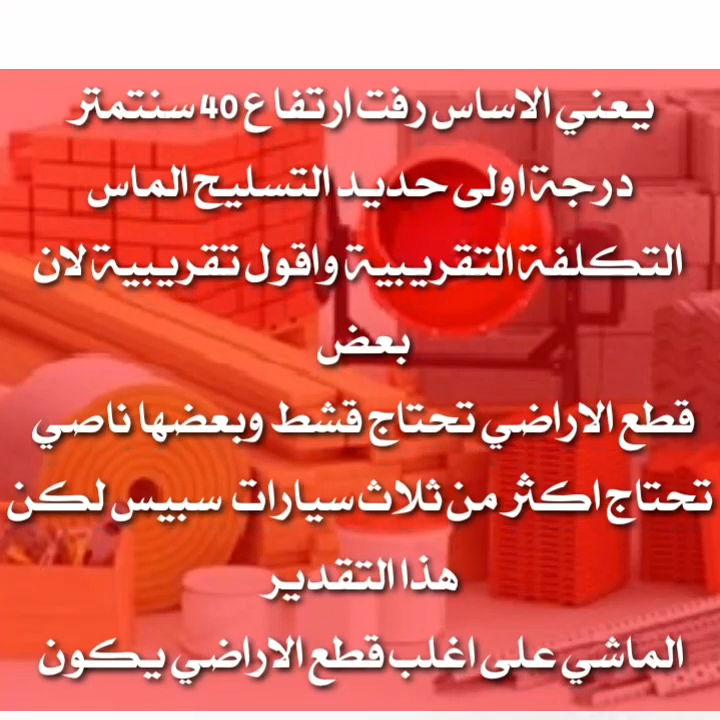 يعني الاساس رفت ارتفاع 40 سنتمتر
درجة اولى حديد التسليح الماس
التكلفة التقريبية واقول تقريبية لان
بعض
قطع الاراضي تحتاج قشط وبعضها ناصي
تحتاج اكثر من ثلاث سيارات سبيس لكن
هذا التقدير
الماشي على اغلب قطع الاراضي يكون